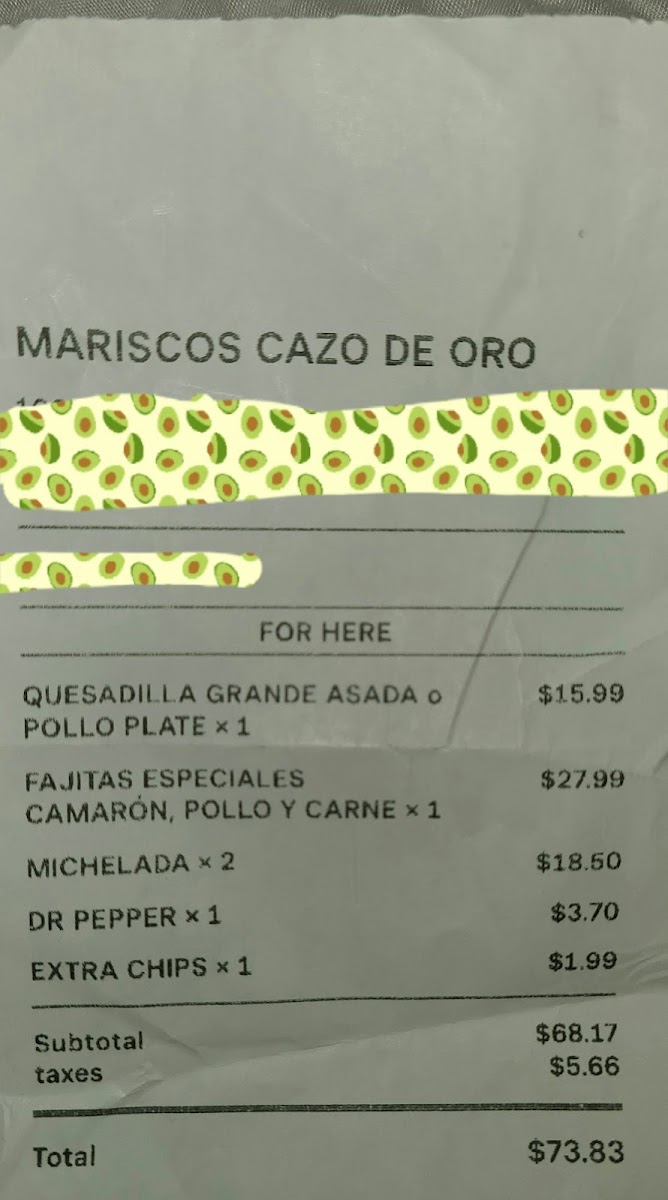 MARISCOS CAZO DE ORO
FOR HERE
QUESADILLA GRANDE ASADA o $15.99
POLLO PLATE × 1
FAJITAS ESPECIALES $27.99
CAMARÓN, POLLO Y CARNE × 1
MICHELADA × 2 $18.50
DR PEPPER × 1 $3.70
EXTRA CHIPS × 1 $1.99
Subtotal $68.17
taxes $5.66
Total $73.83